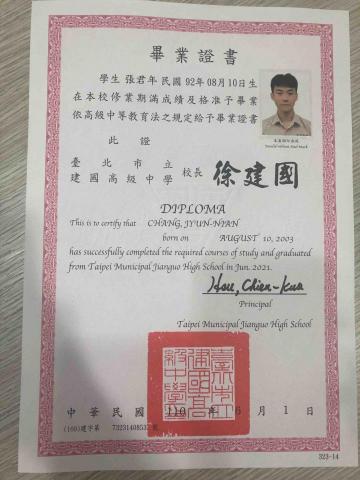 畢業證書
學生 張君年 民國 92年 08月10日生
在本校修業期滿成績及格准予畢業
依高級中等教育法之規定給予畢業證書
此證
臺北市立
建國高級中學 校長 徐建國
DIPLOMA
This is to certify that CHANG, JYUN-NIAN
born on AUGUST 10, 2003
has successfully completed the required courses of study and graduated
from Taipei Municipal Jianguo High School in Jun. 2021.
Hsu, Chien-Kuo
Principal
Taipei Municipal Jianguo High School
中華民國 110 年 6 月 1 日
建字第
323-14